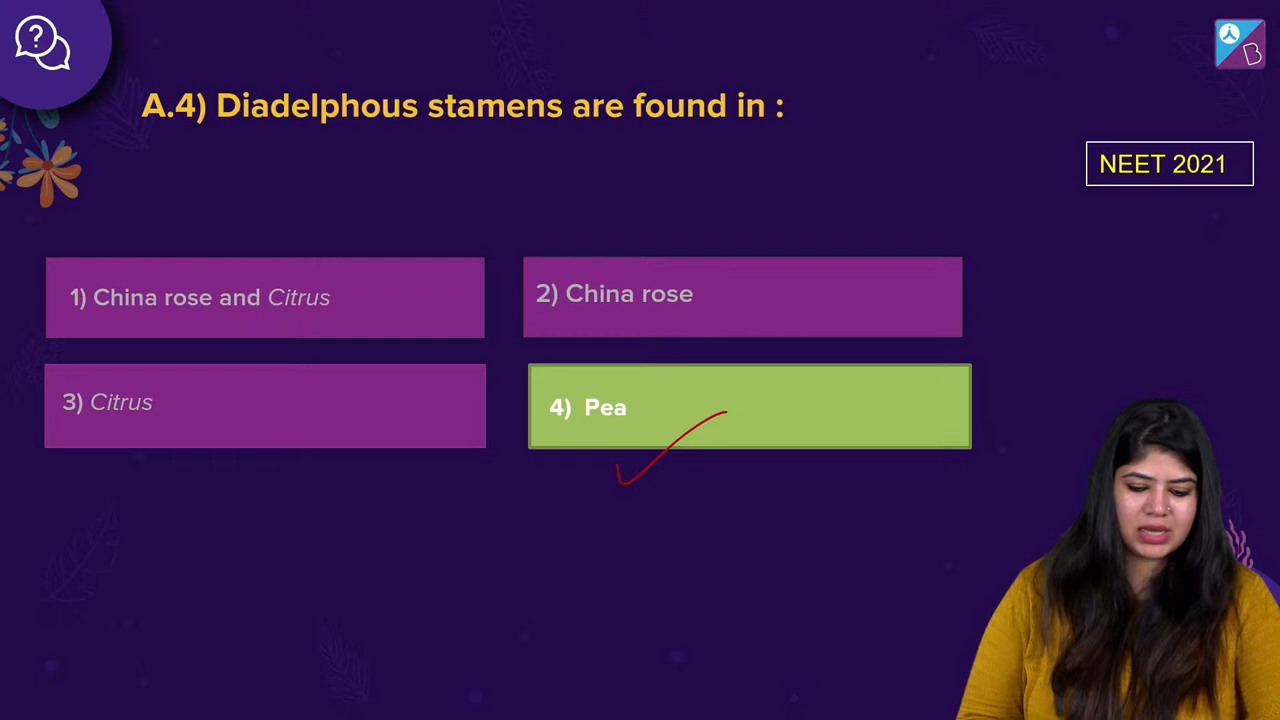 ?
A.4) Diadelphous stamens are found in :
NEET 2021
1) China rose and Citrus
2) China rose
3) Citrus
4) Pea
B